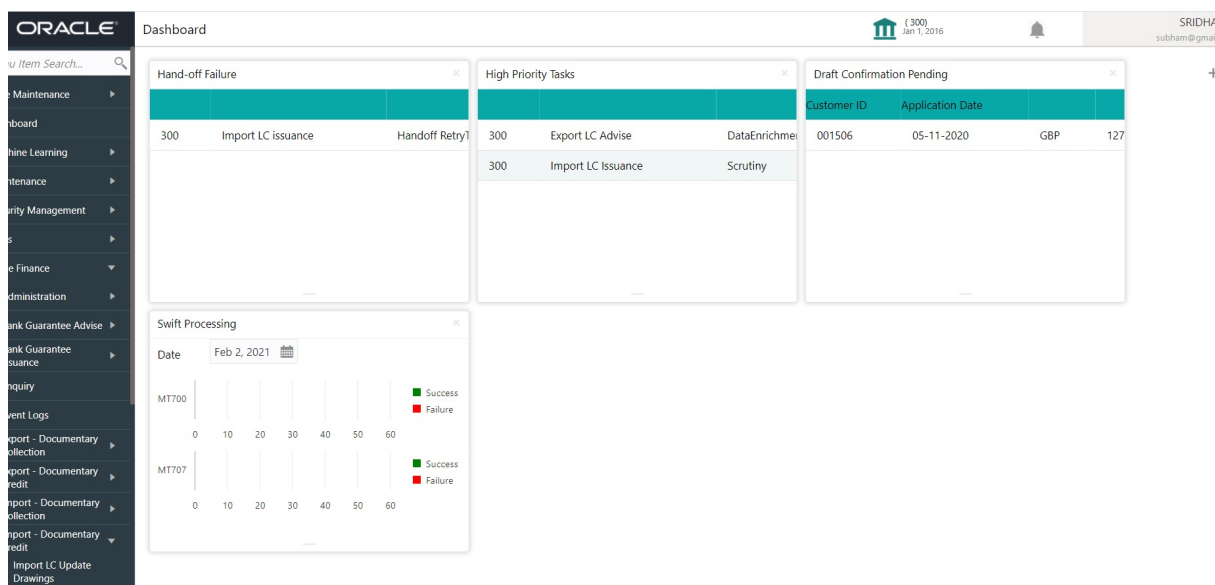 ORACLE
Dashboard
( 300)
Jan 1, 2016
SRIDHA
subham@gmai
u Item Search...
e Maintenance
nboard
hine Learning
ntenance
urity Management
s
e Finance
dministration
ank Guarantee Advise
ank Guarantee
ssuance
nquiry
vent Logs
xport - Documentary
ollection
xport - Documentary
redit
mport - Documentary
ollection
mport - Documentary
redit
Import LC Update
Drawings
Hand-off Failure
300 Import LC issuance Handoff RetryT
High Priority Tasks
300 Export LC Advise DataEnrichme
300 Import LC Issuance Scrutiny
Draft Confirmation Pending
Customer ID Application Date
001506 05-11-2020 GBP 127
Swift Processing
Date Feb 2, 2021
MT700
Success
Failure
0 10 20 30 40 50 60
MT707
Success
Failure
0 10 20 30 40 50 60